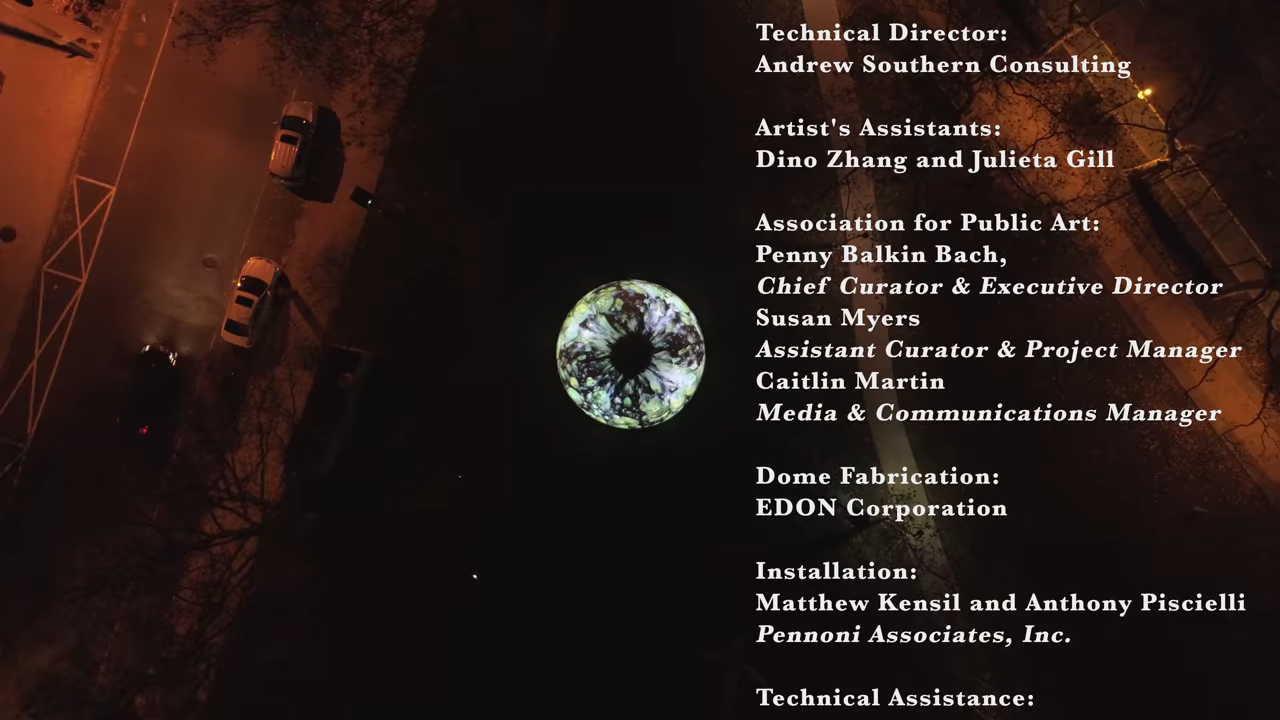 Technical Director:
Andrew Southern Consulting
Artist's Assistants:
Dino Zhang and Julieta Gill
Association for Public Art:
Penny Balkin Bach,
Chief Curator & Executive Director
Susan Myers
Assistant Curator & Project Manager
Caitlin Martin
Media & Communications Manager
Dome Fabrication:
EDON Corporation
Installation:
Matthew Kensil and Anthony Piscielli
Pennoni Associates, Inc.
Technical Assistance: